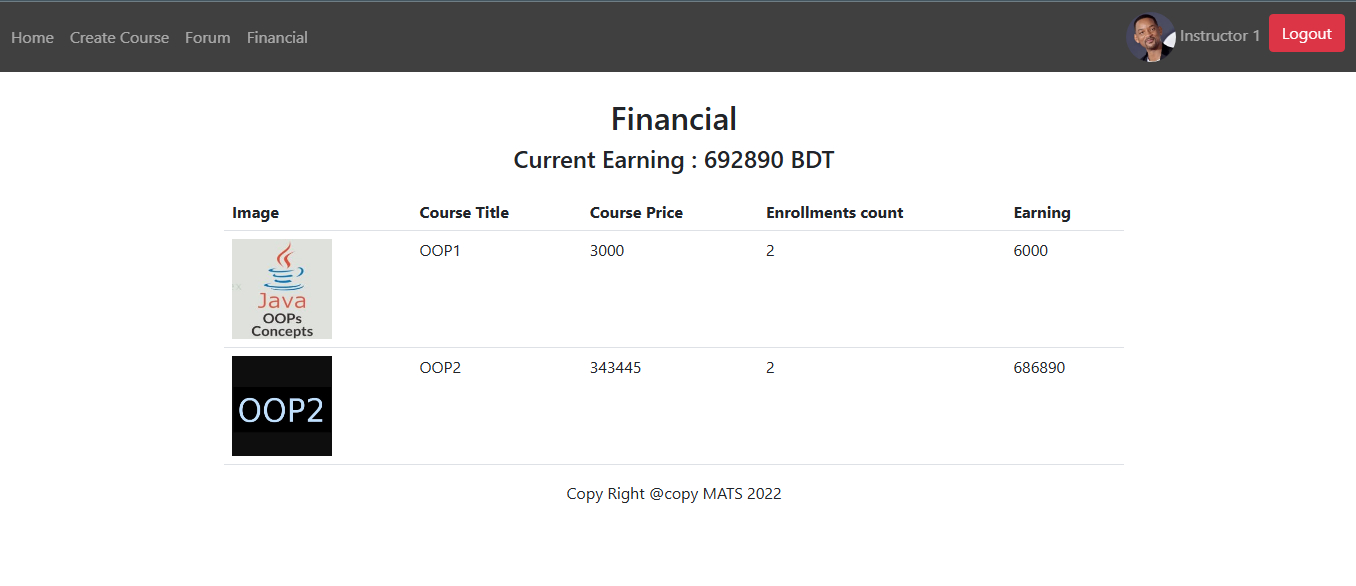 Home Create Course Forum Financial Instructor 1 Logout
Financial
Current Earning : 692890 BDT
Image Course Title Course Price Enrollments count Earning
OOP1 3000 2 6000
Java
OOPs
Concepts
OOP2 343445 2 686890
OOP2
Copy Right @copy MATS 2022